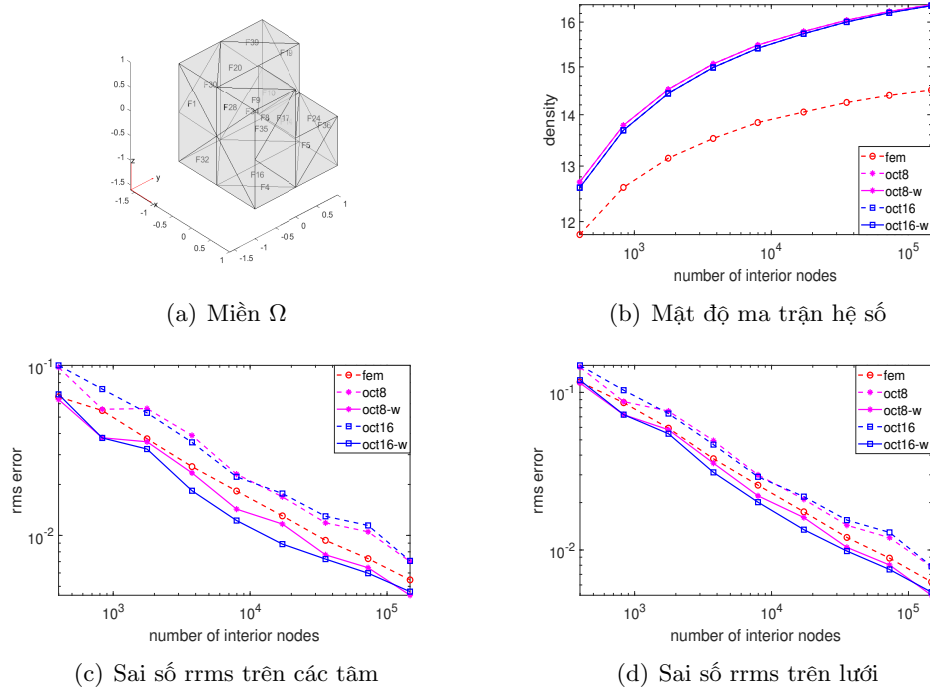 1
0.5
0
-0.5
-1
-1.5
z
y
x
-1.5
-1
-0.5
0
0.5
1
-1.5
-1
-0.5
0
0.5
1
F39
F19
F20
F30
F1
F28
F9
F8
F17
F24
F36
F35
F5
F32
F16
F4
(a) Miền Ω
16
15
14
13
12
density
10³
10⁴
10⁵
number of interior nodes
fem
oct8
oct8-w
oct16
oct16-w
(b) Mật độ ma trận hệ số
10⁻¹
10⁻²
rms error
10³
10⁴
10⁵
number of interior nodes
fem
oct8
oct8-w
oct16
oct16-w
(c) Sai số rrms trên các tâm
10⁻¹
10⁻²
rms error
10³
10⁴
10⁵
number of interior nodes
fem
oct8
oct8-w
oct16
oct16-w
(d) Sai số rrms trên lưới